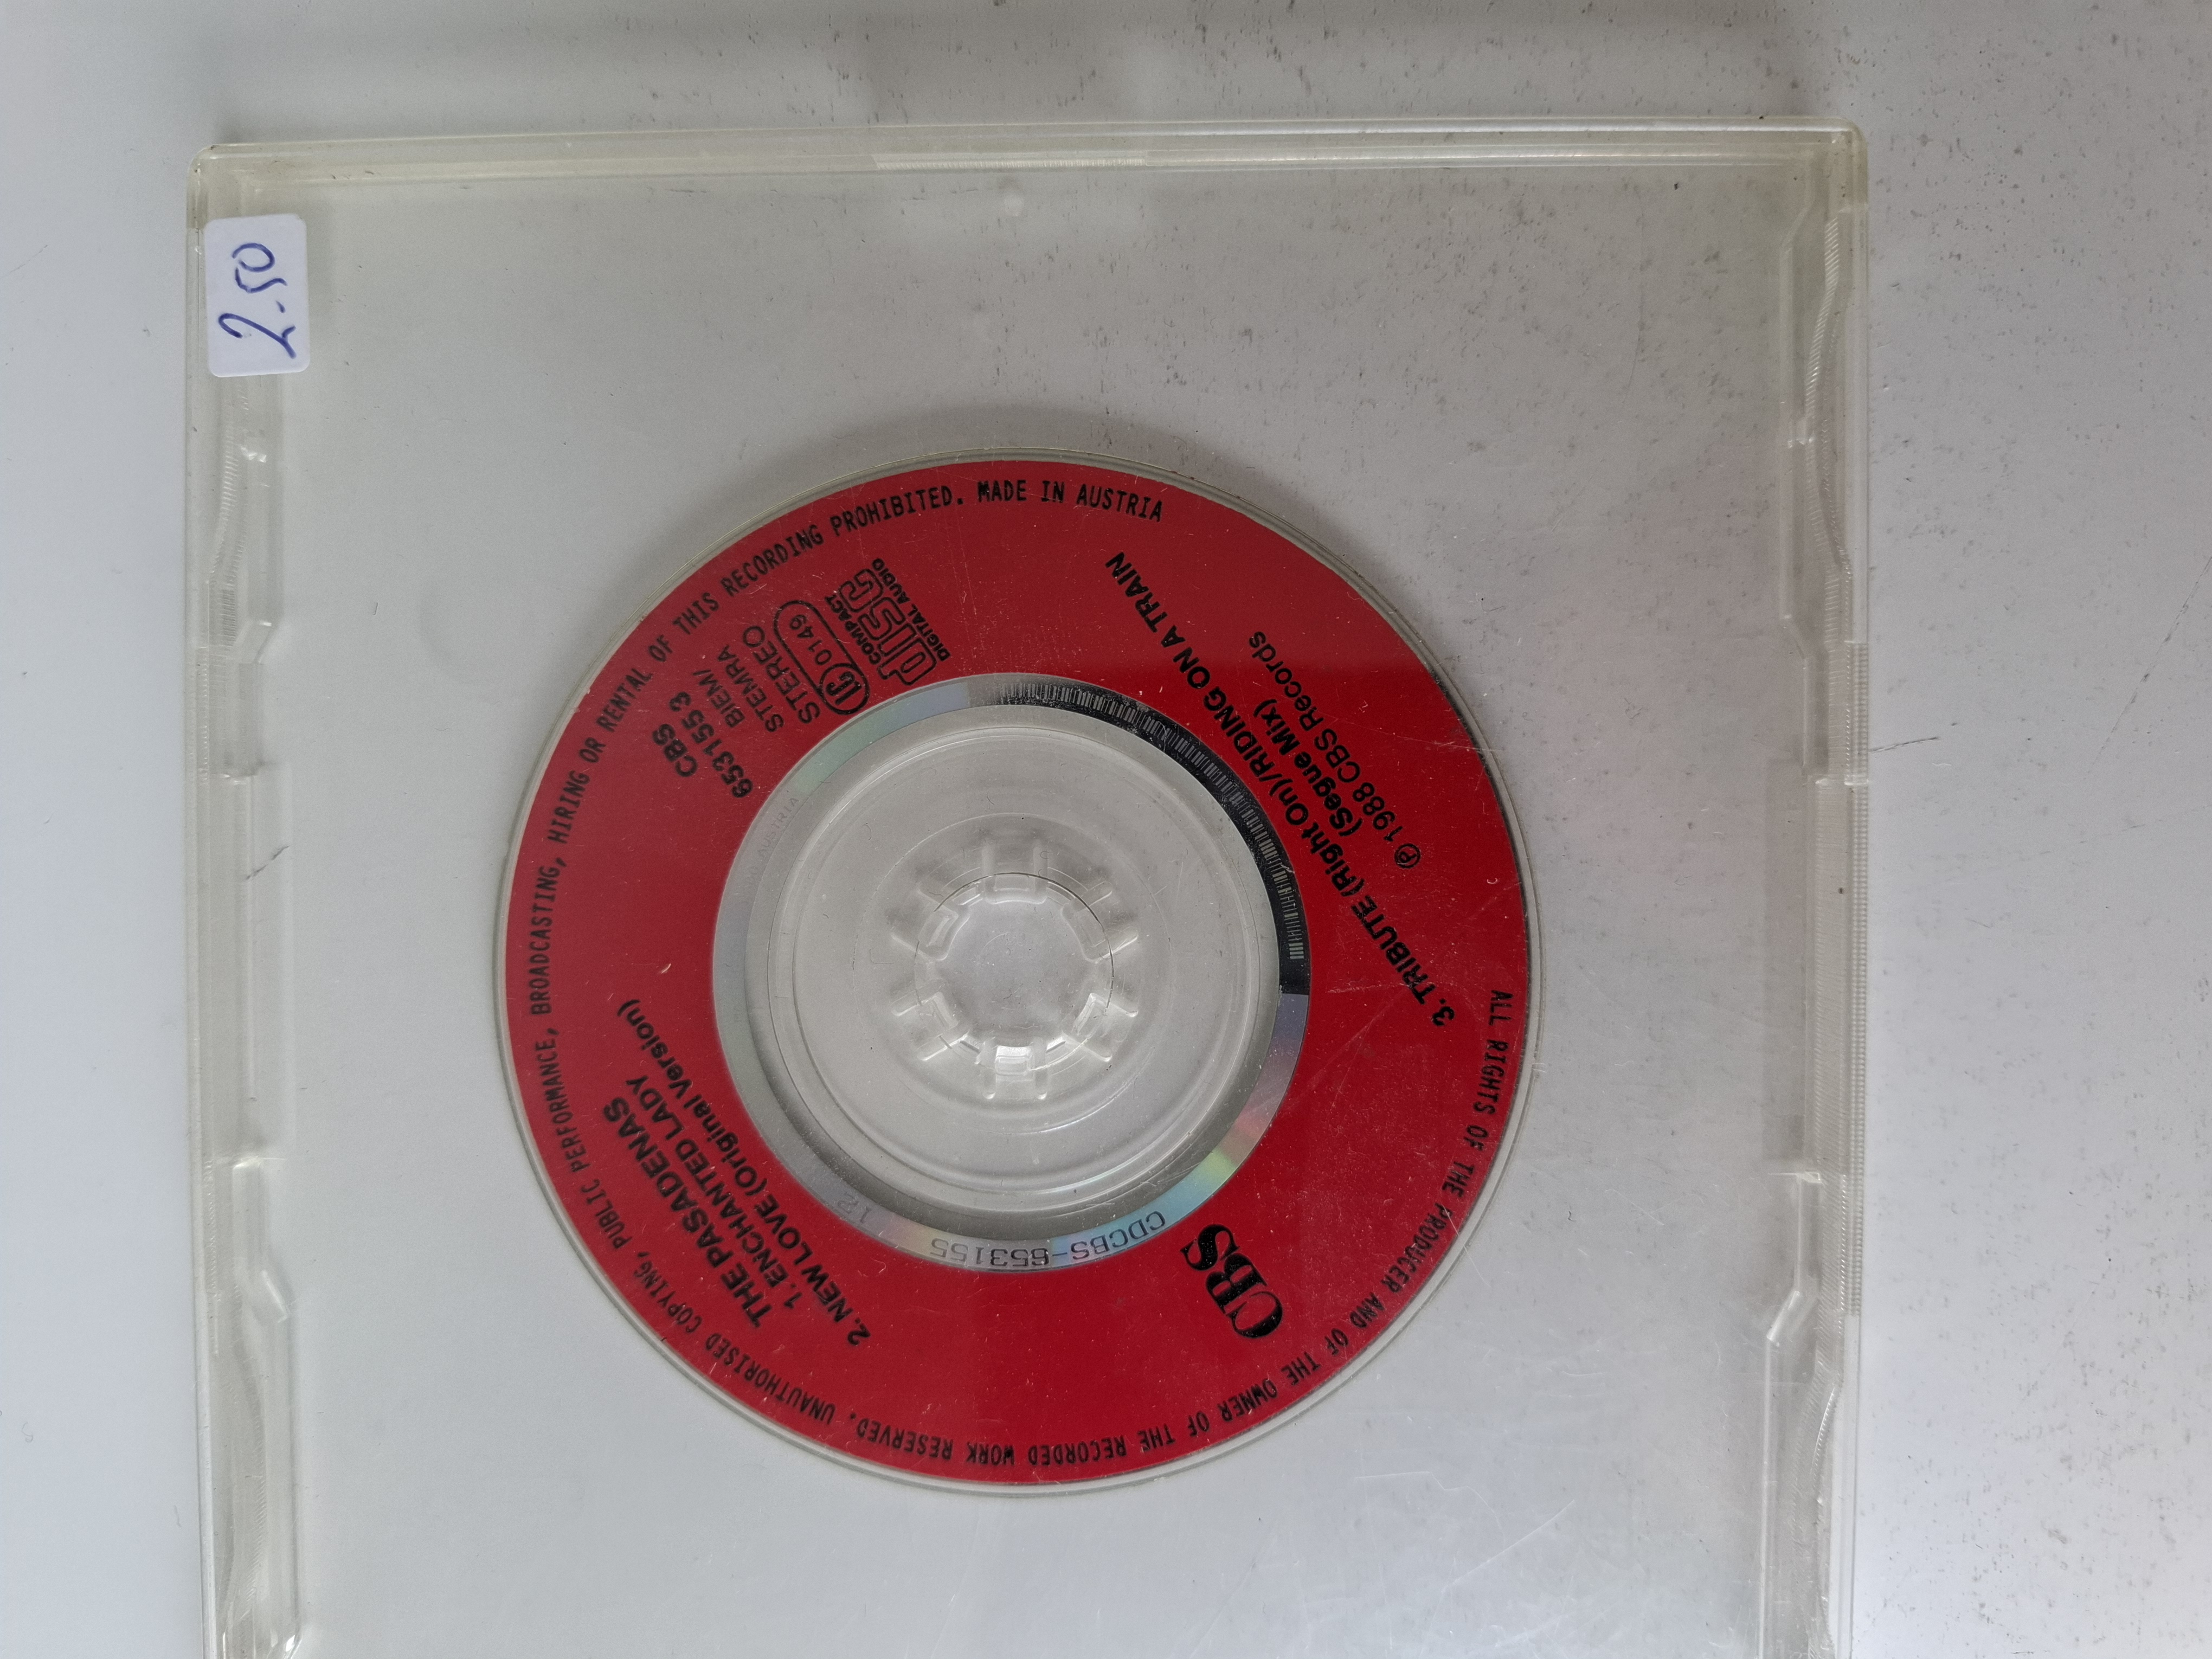 2.50
THE PASADENAS
1. ENCHANTED LADY
2. NEW LOVE (Original Version)
CBS
6531553
BIEM/
STEMRA
STEREO
LC 0149
COMPACT
disc
DIGITAL AUDIO
CBS
3. TRIBUTE (Right On)/RIDING ON A TRAIN
(Segue Mix)
℗ 1988 CBS Records
ALL RIGHTS OF THE PRODUCER AND OF THE OWNER OF THE RECORDED WORK RESERVED. UNAUTHORISED COPYING, PUBLIC PERFORMANCE, BROADCASTING, HIRING OR RENTAL OF THIS RECORDING PROHIBITED. MADE IN AUSTRIA
CDCBS-653155
12
AUSTRIA